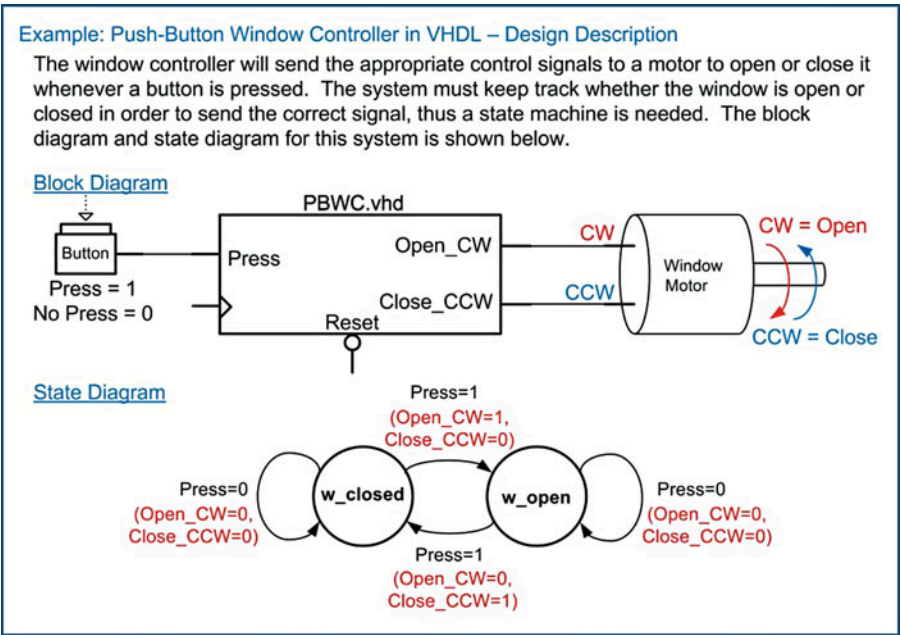 Example: Push-Button Window Controller in VHDL – Design Description
The window controller will send the appropriate control signals to a motor to open or close it
whenever a button is pressed.  The system must keep track whether the window is open or
closed in order to send the correct signal, thus a state machine is needed.  The block
diagram and state diagram for this system is shown below.
Block Diagram
PBWC.vhd
Button
Press = 1
No Press = 0
Press
Reset
Open_CW
Close_CCW
CW
CCW
Window
Motor
CW = Open
CCW = Close
State Diagram
Press=1
(Open_CW=1,
Close_CCW=0)
Press=0
(Open_CW=0,
Close_CCW=0)
w_closed
w_open
Press=0
(Open_CW=0,
Close_CCW=0)
Press=1
(Open_CW=0,
Close_CCW=1)